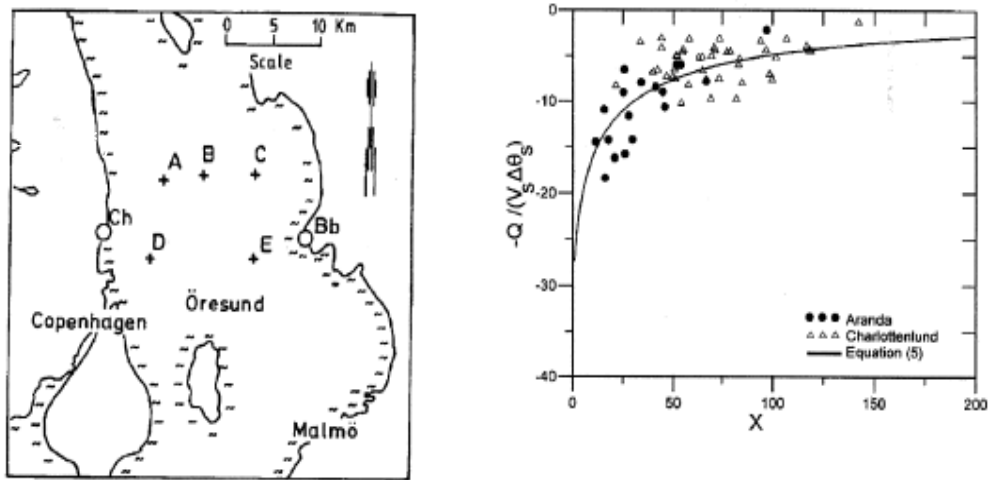 0 5 10 Km
Scale
A B C
Ch Bb
D E
Öresund
Copenhagen
Malmö
0
-10
-20
-30
-40
-Q /(V_S Δθ_S)
0 50 100 150 200
X
Aranda
Charlottenlund
Equation (5)